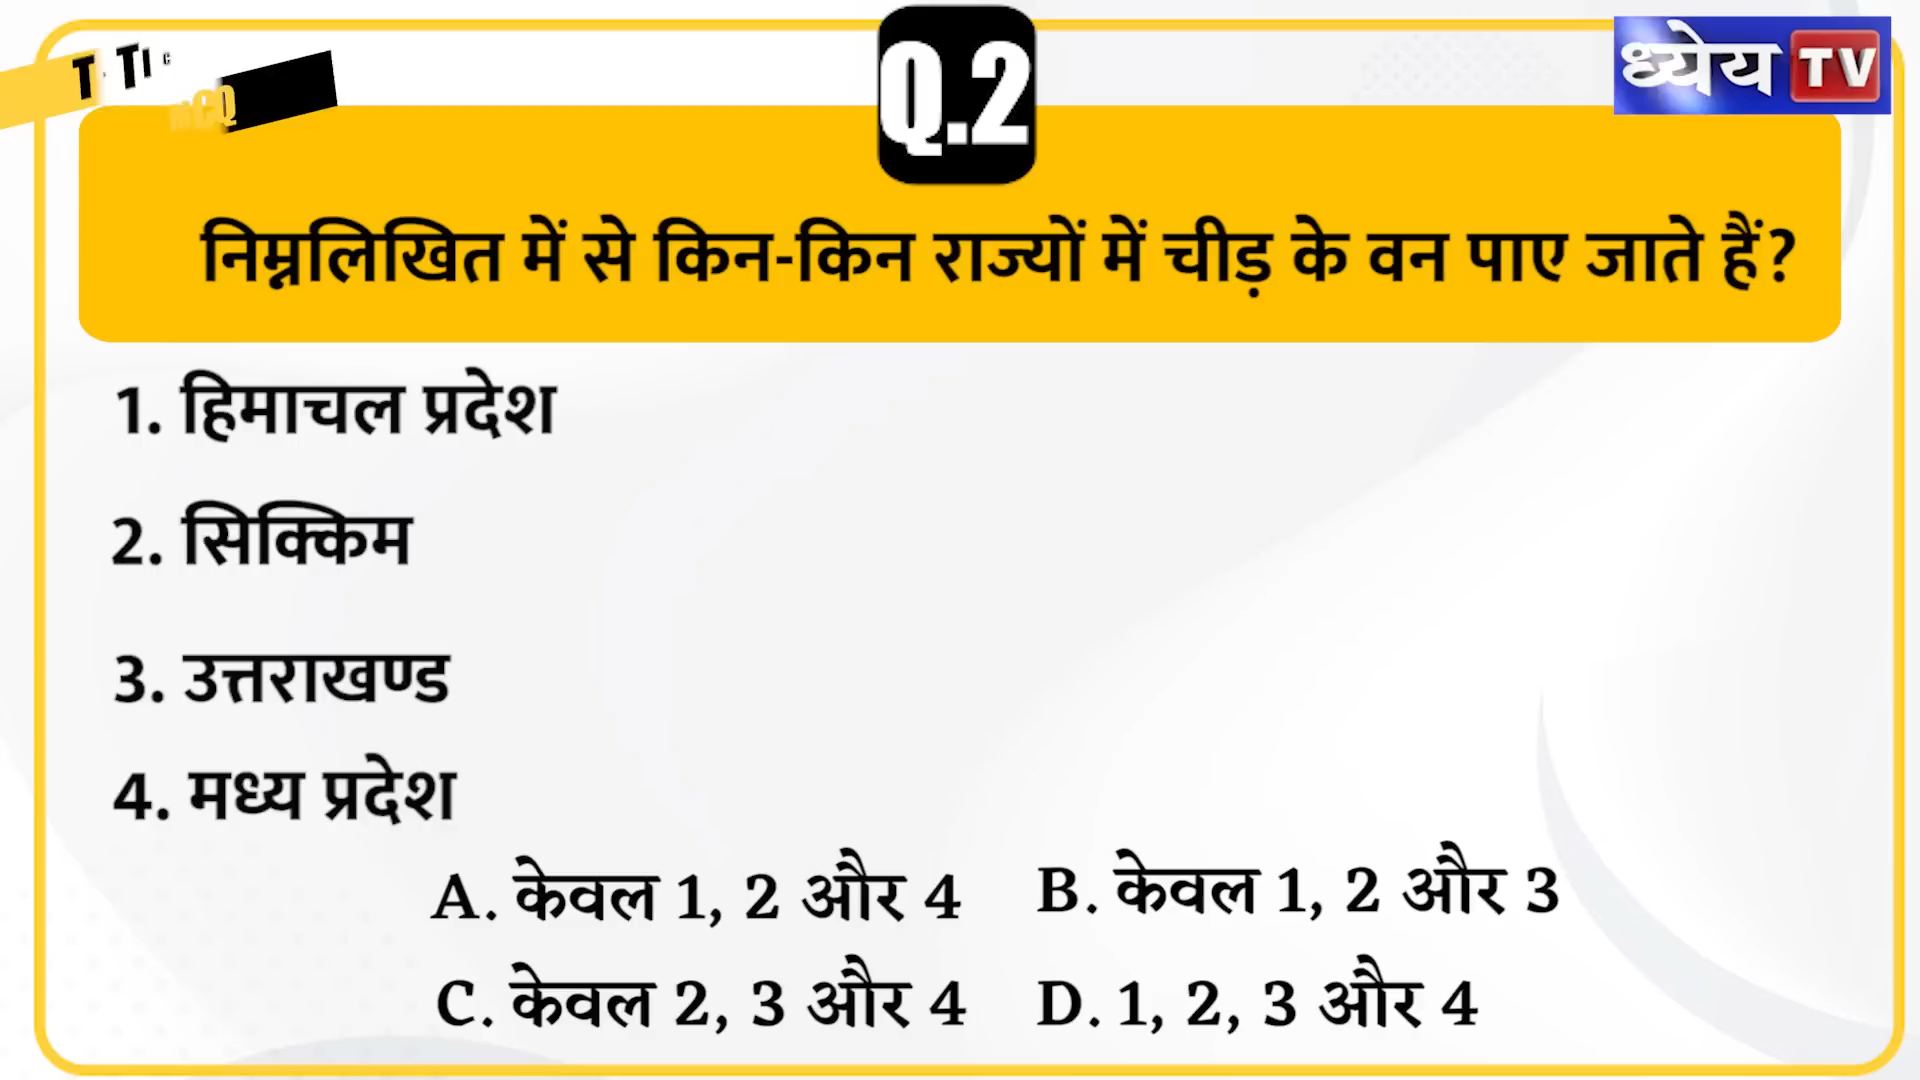 Q.2
ध्येय TV
MCQ
निम्नलिखित में से किन-किन राज्यों में चीड़ के वन पाए जाते हैं?
1. हिमाचल प्रदेश
2. सिक्किम
3. उत्तराखण्ड
4. मध्य प्रदेश
A. केवल 1, 2 और 4 B. केवल 1, 2 और 3
C. केवल 2, 3 और 4 D. 1, 2, 3 और 4